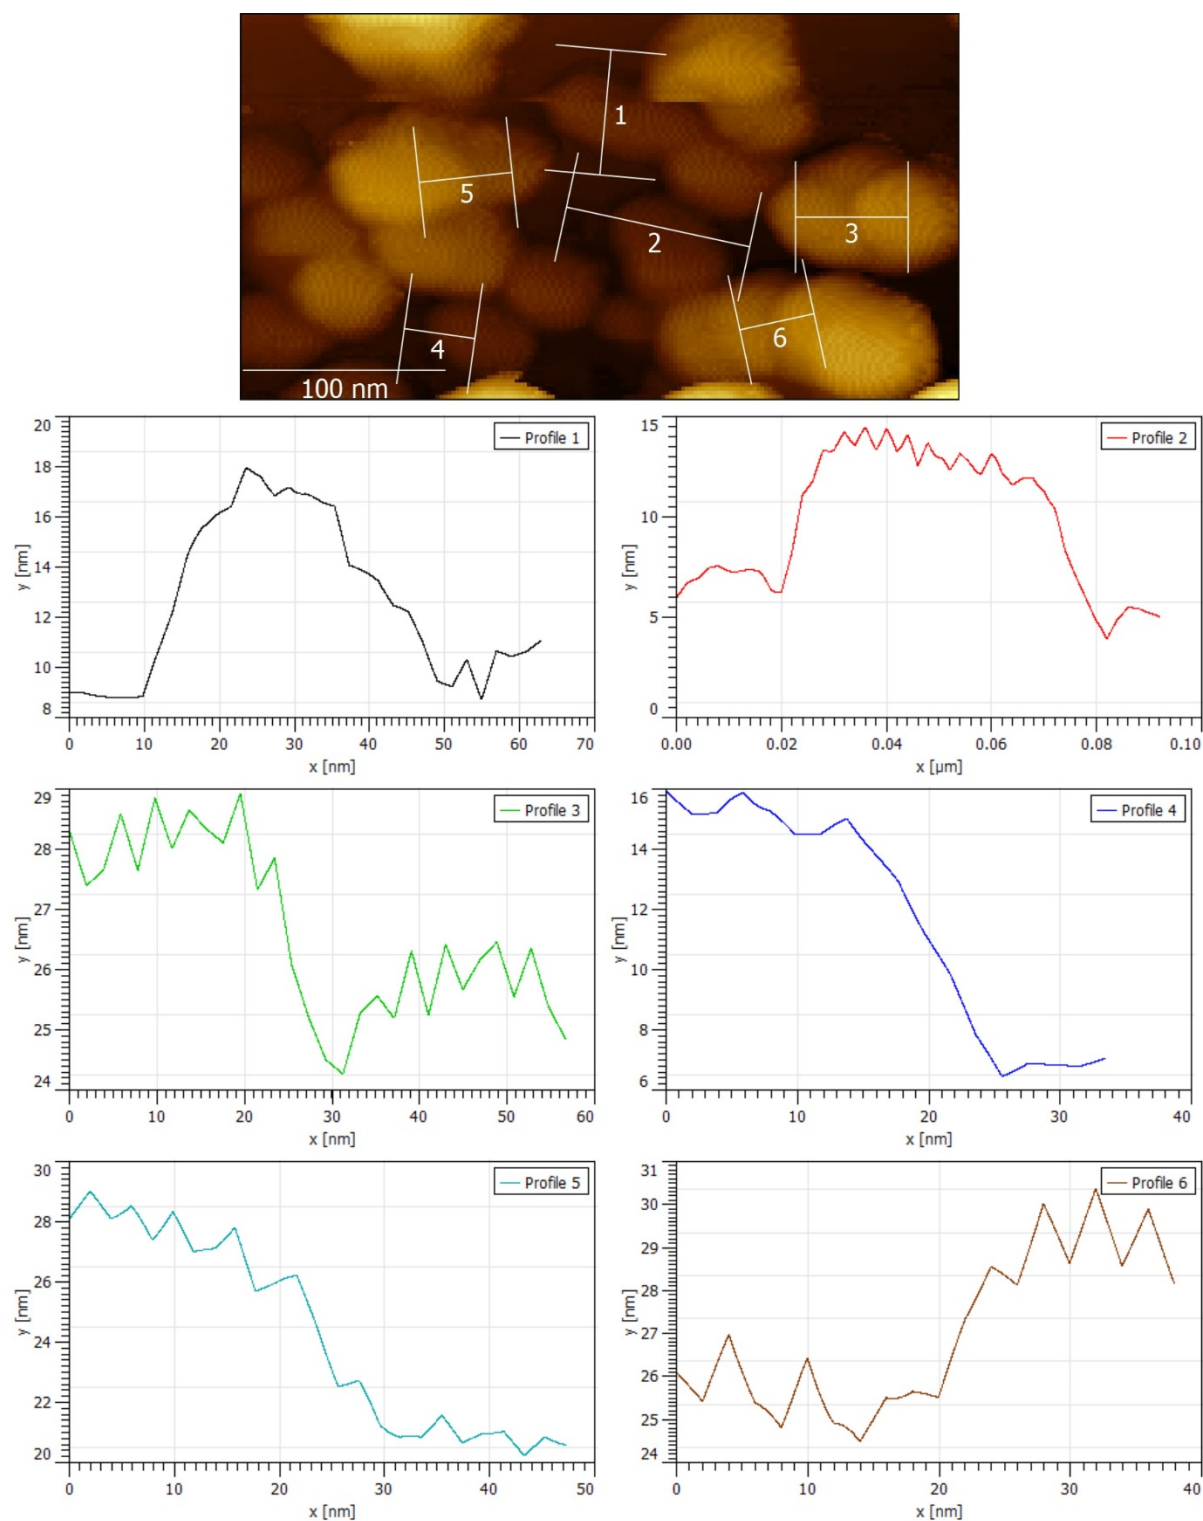 1
5
2
3
4
6
100 nm
Profile 1
20
18
16
14
12
10
8
y [nm]
0 10 20 30 40 50 60 70
x [nm]
Profile 2
15
10
5
0
y [nm]
0.00 0.02 0.04 0.06 0.08 0.10
x [µm]
Profile 3
29
28
27
26
25
24
y [nm]
0 10 20 30 40 50 60
x [nm]
Profile 4
16
14
12
10
8
6
y [nm]
0 10 20 30 40
x [nm]
Profile 5
30
28
26
24
22
20
y [nm]
0 10 20 30 40 50
x [nm]
Profile 6
31
30
29
28
27
26
25
24
y [nm]
0 10 20 30 40
x [nm]